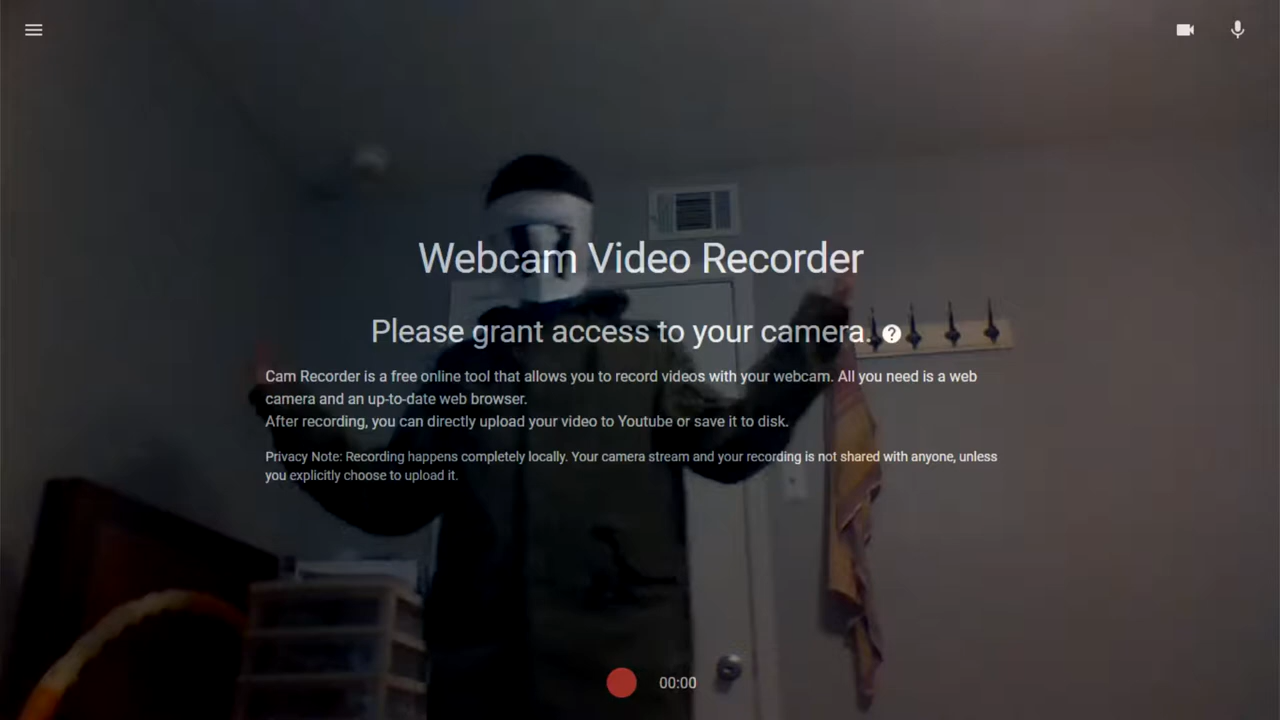 Webcam Video Recorder
Please grant access to your camera. ?
Cam Recorder is a free online tool that allows you to record videos with your webcam. All you need is a web
camera and an up-to-date web browser.
After recording, you can directly upload your video to Youtube or save it to disk.
Privacy Note: Recording happens completely locally. Your camera stream and your recording is not shared with anyone, unless
you explicitly choose to upload it.
00:00